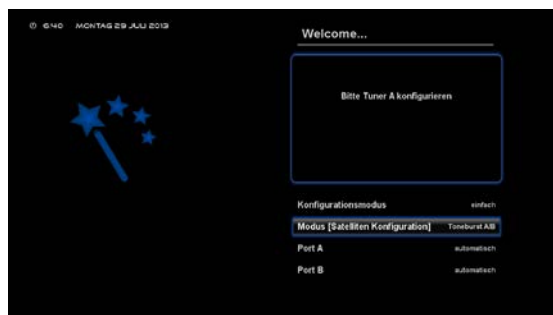 6:40 MONTAG 29 JULI 2013
Welcome...
Bitte Tuner A konfigurieren
Konfigurationsmodus einfach
Modus [Satelliten Konfiguration] Toneburst A/B
Port A automatisch
Port B automatisch